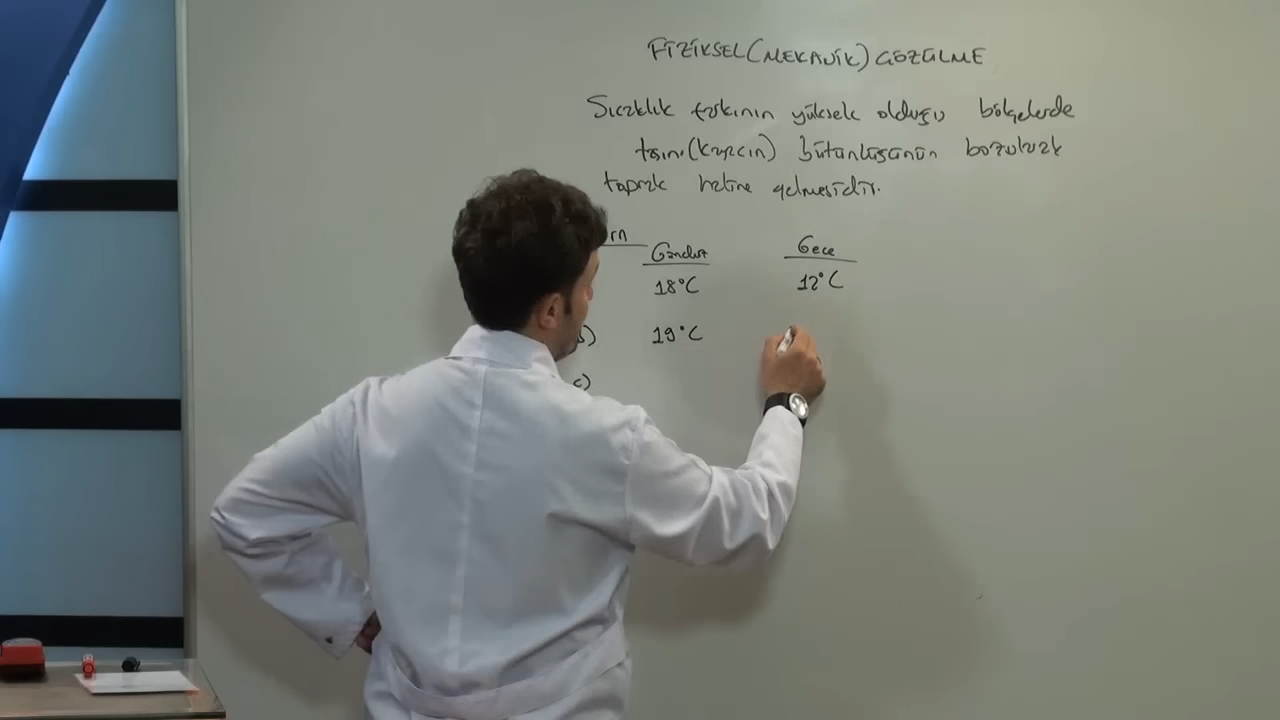 FİZİKSEL (MEKANİK) ÇÖZÜLME
Sıcaklık farkının yüksek olduğu bölgelerde
taşın (kayacın) bütünlüğünün bozularak
toprak haline gelmesidir.
Gündüz Gece
18°C 12°C
b) 19°C
c)